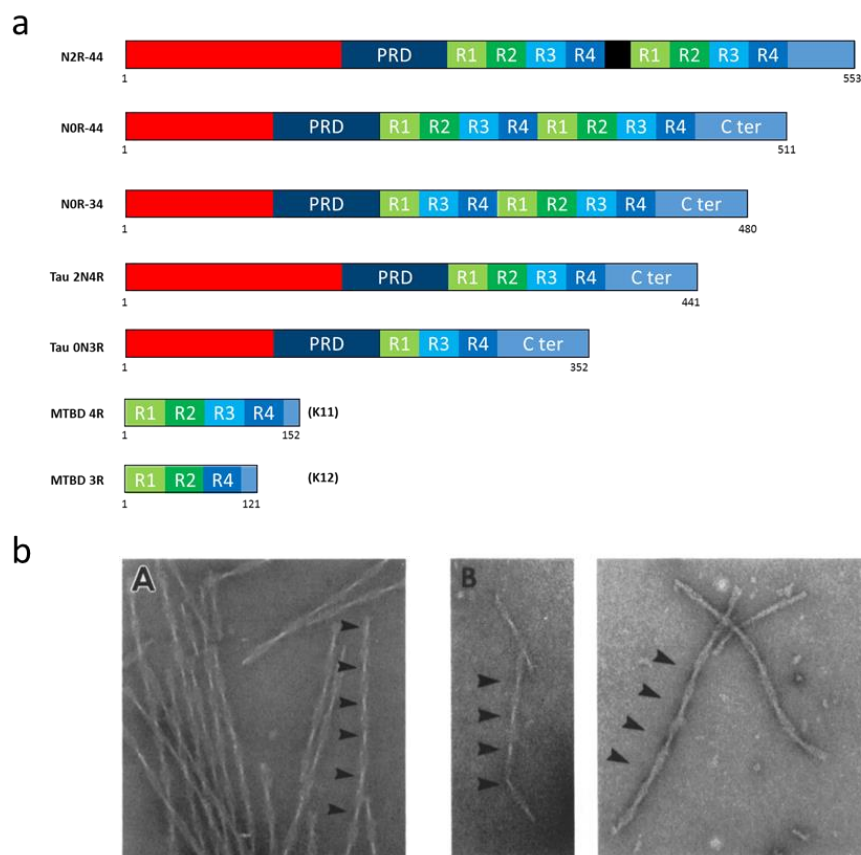 a
N2R-44 PRD R1 R2 R3 R4 R1 R2 R3 R4
1 553
N0R-44 PRD R1 R2 R3 R4 R1 R2 R3 R4 C ter
1 511
N0R-34 PRD R1 R3 R4 R1 R2 R3 R4 C ter
1 480
Tau 2N4R PRD R1 R2 R3 R4 C ter
1 441
Tau 0N3R PRD R1 R3 R4 C ter
1 352
MTBD 4R R1 R2 R3 R4 (K11)
1 152
MTBD 3R R1 R2 R4 (K12)
1 121
b
A B